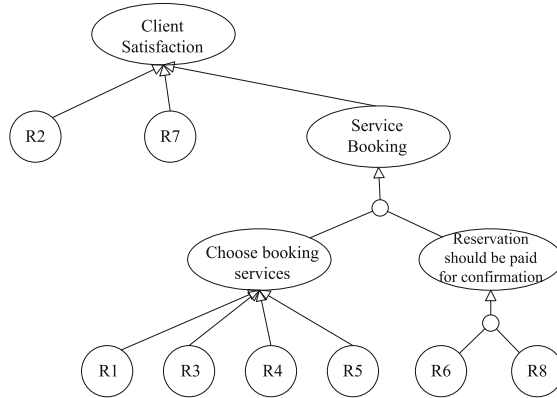 Client
Satisfaction
R2
R7
Service
Booking
Choose booking
services
Reservation
should be paid
for confirmation
R1
R3
R4
R5
R6
R8